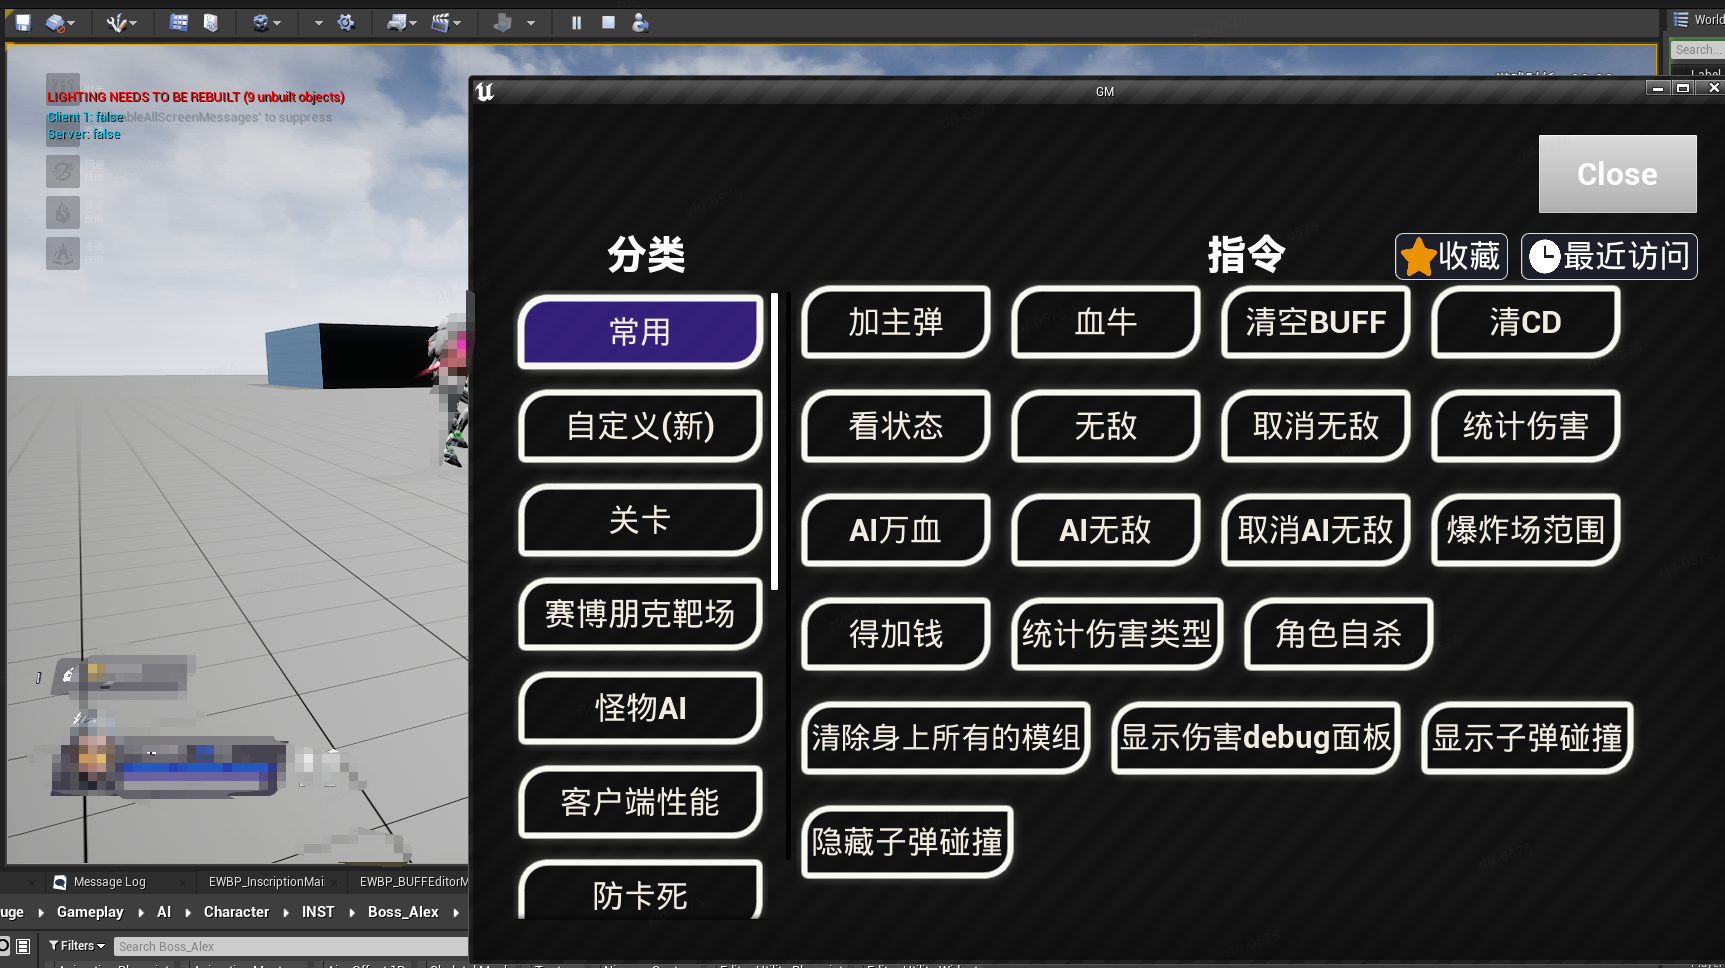 World
Search...
Label
LIGHTING NEEDS TO BE REBUILT (9 unbuilt objects)
Client 1: false
ableAllScreenMessages' to suppress
Server: false
GM
Close
分类
指令
收藏
最近访问
常用
自定义(新)
关卡
赛博朋克靶场
怪物AI
客户端性能
防卡死
加主弹
血牛
清空BUFF
清CD
看状态
无敌
取消无敌
统计伤害
AI万血
AI无敌
取消AI无敌
爆炸场范围
得加钱
统计伤害类型
角色自杀
清除身上所有的模组
显示伤害debug面板
显示子弹碰撞
隐藏子弹碰撞
1
Message Log
EWBP_InscriptionMai
EWBP_BUFFEditorM
uge
Gameplay
AI
Character
INST
Boss_Alex
Filters
Search Boss_Alex